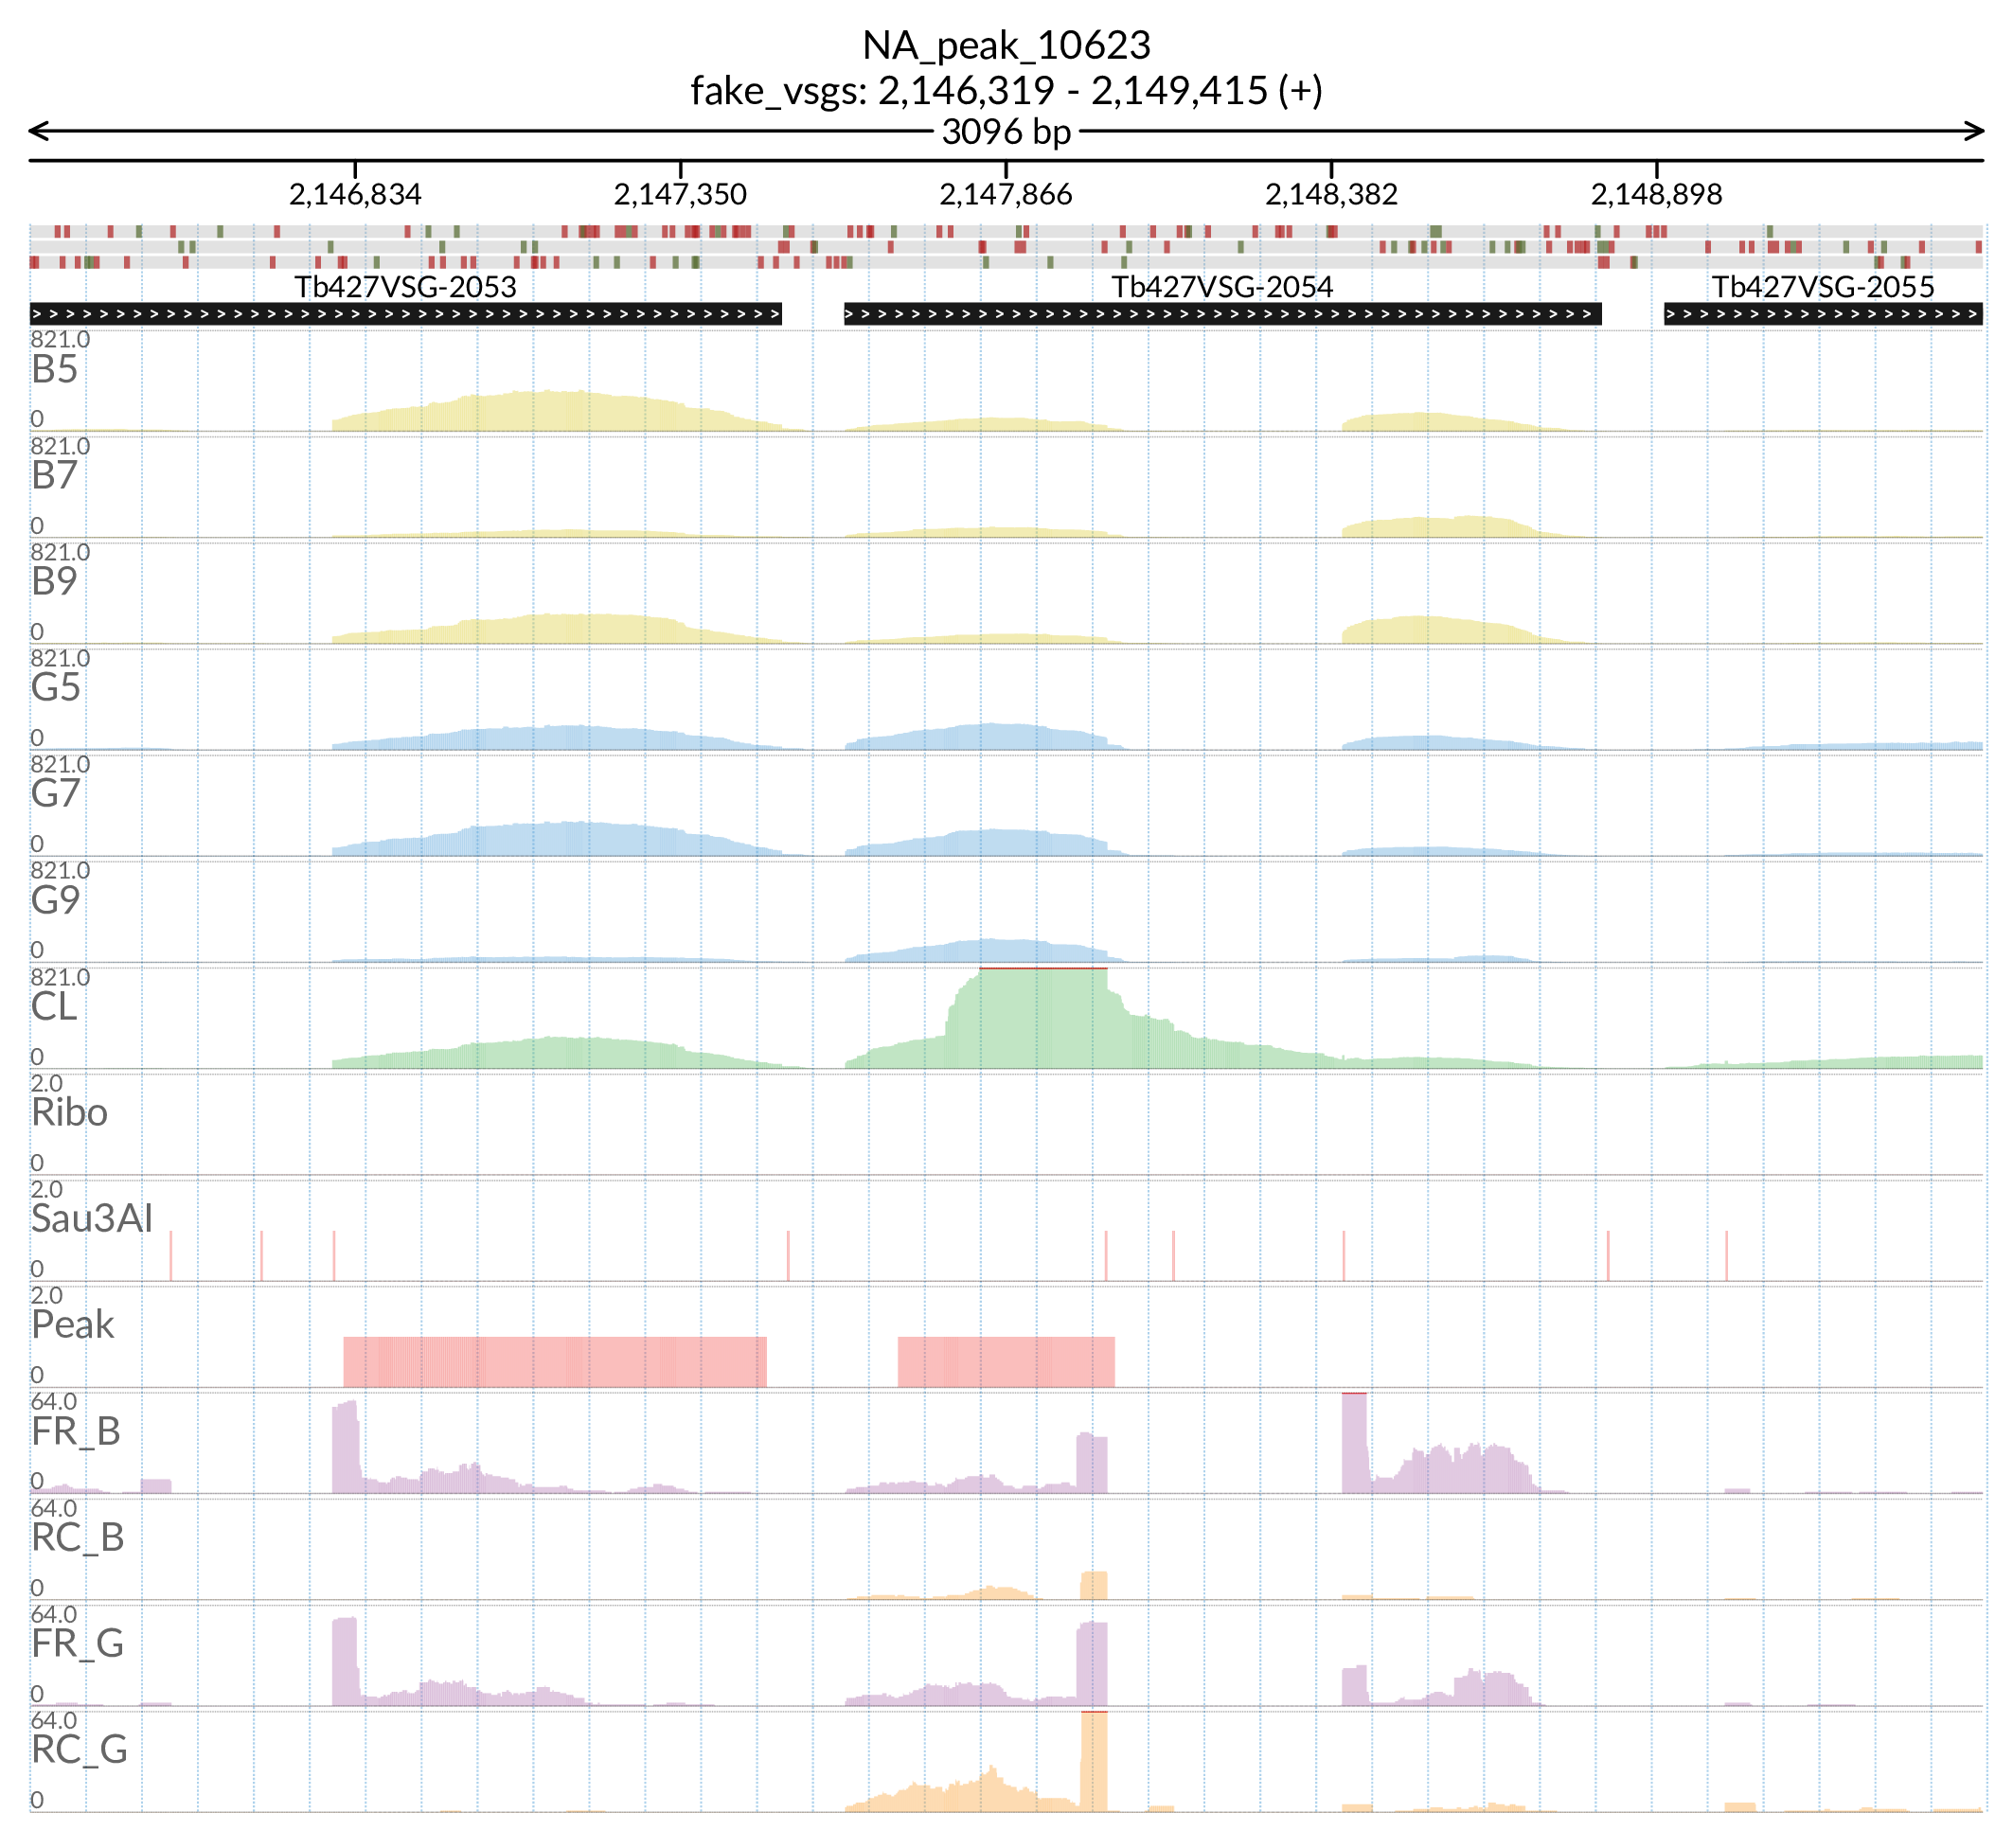 NA_peak_10623
fake_vsgs: 2,146,319 - 2,149,415 (+)
3096 bp
2,146,834 2,147,350 2,147,866 2,148,382 2,148,898
Tb427VSG-2053 Tb427VSG-2054 Tb427VSG-2055
821.0
B5
0
821.0
B7
0
821.0
B9
0
821.0
G5
0
821.0
G7
0
821.0
G9
0
821.0
CL
0
2.0
Ribo
0
2.0
Sau3AI
0
2.0
Peak
0
64.0
FR_B
0
64.0
RC_B
0
64.0
FR_G
0
64.0
RC_G
0